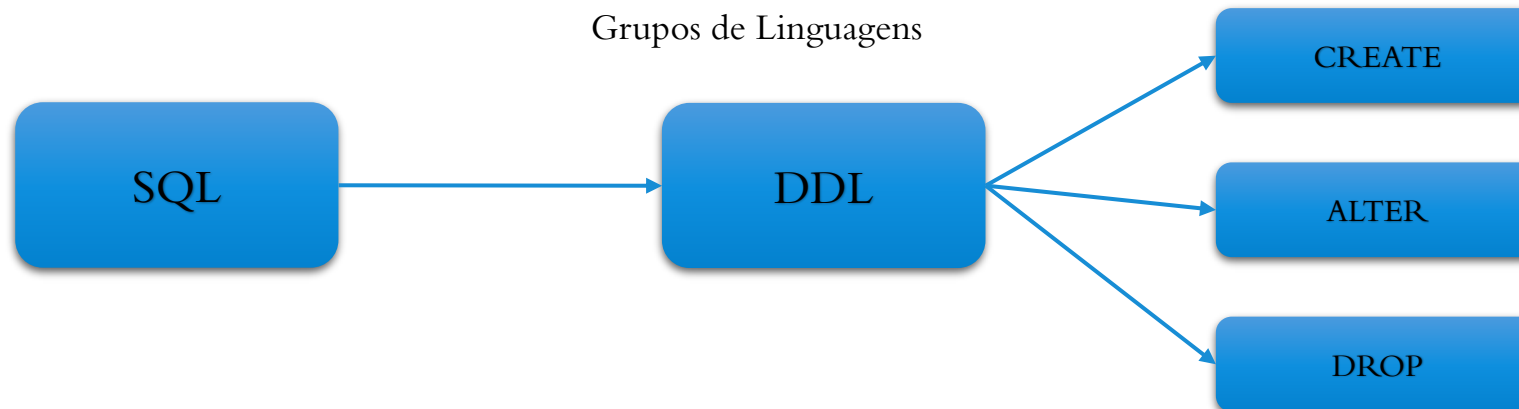 Grupos de Linguagens
SQL
DDL
CREATE
ALTER
DROP